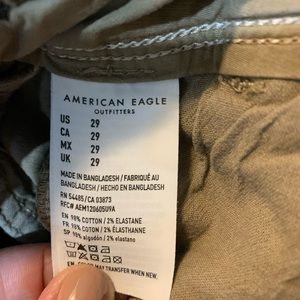 AMERICAN EAGLE
OUTFITTERS
US 29
CA 29
MX 29
UK 29
MADE IN BANGLADESH / FABRIQUÉ AU
BANGLADESH / HECHO EN BANGLADESH
RN 54485/CA 03873
RFC# AEM120605U9A
EN 98% COTTON / 2% ELASTANE
FR 98% COTON / 2% ÉLASTHANNE
SP 98% algodón / 2% elastano
MAY TRANSFER WHEN NEW.